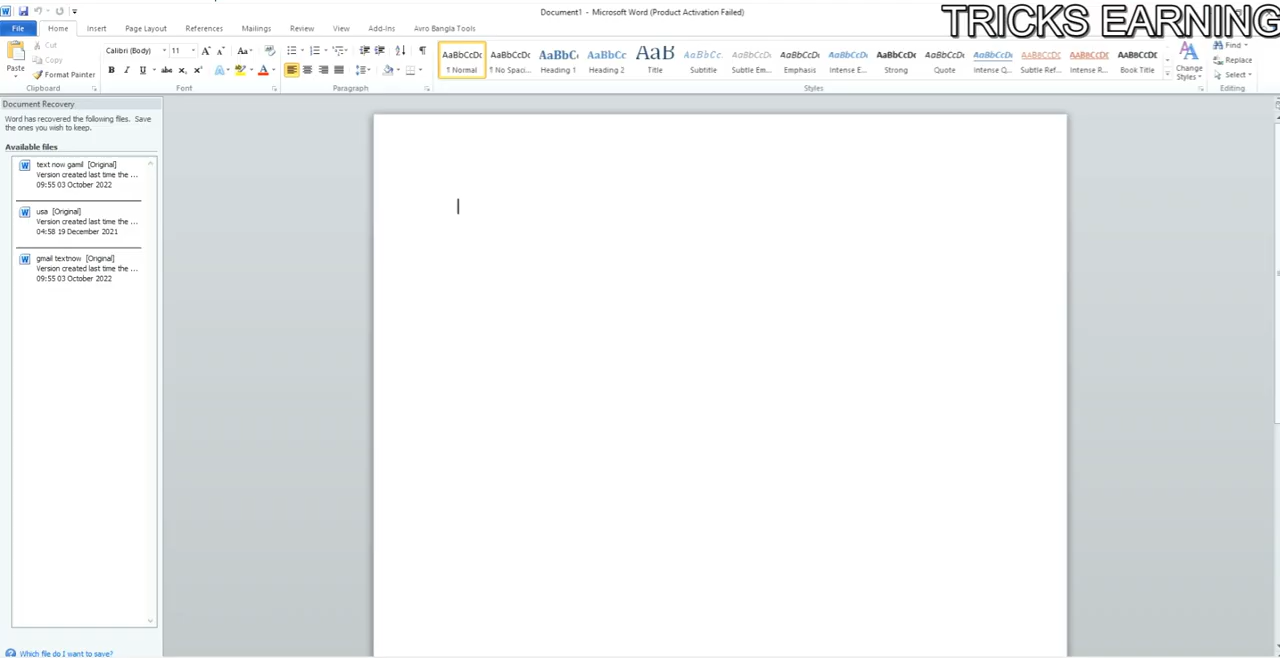 Document1 - Microsoft Word (Product Activation Failed)
TRICKS EARNING
File Home Insert Page Layout References Mailings Review View Add-Ins Avro Bangla Tools
Paste
Cut
Copy
Format Painter
Clipboard
Calibri (Body) 11
Font
Paragraph
AaBbCcDc AaBbCcDc AaBbC AaBbCc AaB AaBbCc. AaBbCcDc AaBbCcDc AaBbCcDc AaBbCcDc AaBbCcDc AaBbCcDc AABBCCDC AABBCCDC AABBCCDC
¶ Normal ¶ No Spaci... Heading 1 Heading 2 Title Subtitle Subtle Em... Emphasis Intense E... Strong Quote Intense Q... Subtle Ref... Intense R... Book Title
Styles
Change Styles
Find
Replace
Select
Editing
Document Recovery
Word has recovered the following files. Save
the ones you wish to keep.
Available files
text now gamil [Original]
Version created last time the ...
09:55 03 October 2022
usa [Original]
Version created last time the ...
04:58 19 December 2021
gmail textnow [Original]
Version created last time the ...
09:55 03 October 2022
Which file do I want to save?